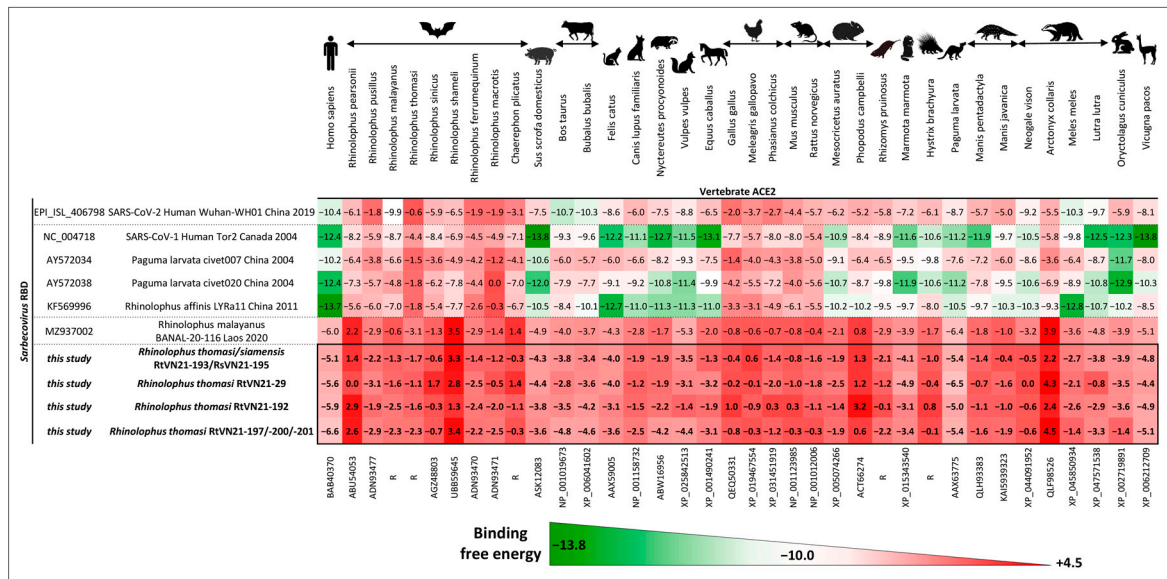 Homo sapiens
Rhinolophus pearsonii
Rhinolophus pusillus
Rhinolophus malayanus
Rhinolophus thomasi
Rhinolophus sinicus
Rhinolophus shameli
Rhinolophus ferrumequinum
Rhinolophus macrotis
Chaerephon plicatus
Sus scrofa domesticus
Bos taurus
Bubalus bubalis
Felis catus
Canis lupus familiaris
Nyctereutes procyonoides
Vulpes vulpes
Equus caballus
Gallus gallus
Meleagris gallopavo
Phasianus colchicus
Mus musculus
Rattus norvegicus
Mesocricetus auratus
Phopodus campbelli
Rhizomys pruinosus
Marmota marmota
Hystrix brachyura
Paguma larvata
Manis pentadactyla
Manis javanica
Neogale vison
Arctonyx collaris
Meles meles
Lutra lutra
Oryctolagus cuniculus
Vicugna pacos
Vertebrate ACE2
Sarbecovirus RBD
EPI_ISL_406798 SARS-CoV-2 Human Wuhan-WH01 China 2019 −10.4 −6.1 −1.8 −9.9 −0.6 −5.9 −6.5 −1.9 −1.9 −3.1 −7.5 −10.7 −10.3 −8.6 −6.0 −7.5 −8.8 −6.5 −2.0 −3.7 −2.7 −4.4 −5.7 −6.2 −5.2 −5.8 −7.2 −6.1 −8.7 −5.7 −5.0 −9.2 −5.5 −10.3 −9.7 −5.9 −8.1
NC_004718 SARS-CoV-1 Human Tor2 Canada 2004 −12.4 −8.2 −5.9 −8.7 −4.4 −8.4 −6.9 −4.5 −4.9 −8.5 −13.8 −9.3 −9.6 −12.2 −11.1 −12.7 −11.5 −13.1 −7.7 −5.7 −5.3 −8.0 −5.4 −10.9 −8.4 −7.8 −11.6 −10.6 −11.2 −11.9 −9.7 −10.5 −5.8 −9.8 −12.5 −12.3 −13.8
AY572034 Paguma larvata civet007 China 2004 −10.2 −6.4 −3.8 −6.6 −1.5 −3.6 −4.9 −4.9 −1.2 −4.1 −10.6 −6.0 −5.7 −6.0 −6.6 −8.2 −9.3 −7.5 −1.4 −4.0 −4.3 −3.8 −5.7 −9.1 −6.4 −6.5 −9.5 −8.9 −7.7 −4.4 −5.6 −6.0 −3.6 −6.4 −5.0 −11.7 −8.0
AY572038 Paguma larvata civet020 China 2004 −12.4 −7.3 −5.7 −4.8 −1.8 −6.2 −7.8 −4.4 0.0 −4.7 −12.0 −7.9 −7.7 −9.1 −9.2 −10.8 −11.4 −9.9 −4.9 −4.3 −3.5 −4.5 −5.7 −10.7 −8.7 −9.8 −11.9 −10.6 −11.2 −7.6 −6.6 −7.6 −4.8 −6.6 −10.0 −12.9 −10.3
KF569996 Rhinolophus affinis LYRa11 China 2011 −13.7 −5.6 −6.0 −7.0 −1.8 −5.4 −7.7 −2.6 −0.3 −4.6 −10.5 −8.6 −10.1 −12.7 −11.0 −11.3 −11.3 −11.0 −3.3 −3.1 −4.9 −6.1 −6.5 −10.2 −10.2 −9.5 −9.4 −7.8 −10.5 −9.7 −10.3 −10.6 −9.3 −12.8 −10.7 −10.2 −8.5
MZ937002 Rhinolophus malayanus BANAL-20-116 Laos 2020 −6.0 2.2 −2.9 −0.6 −3.1 −1.3 3.5 −2.9 −1.4 1.4 −4.9 −4.0 −3.7 −4.3 −2.8 −1.7 −5.3 −2.0 −0.8 −0.6 −0.7 −0.8 −0.4 −2.1 0.8 −1.4 −3.6 −1.7 −6.4 −1.8 −1.0 −3.2 3.9 −3.6 −4.8 −3.9 −5.1
this study Rhinolophus thomasi/siamensis RtVN21-193/RsVN21-195 −5.1 1.4 −2.2 −1.3 −1.7 −0.6 3.3 −1.4 −1.2 −0.3 −4.3 −3.8 −3.4 −4.0 −1.9 −1.9 −3.5 −1.3 −0.4 0.6 −1.4 −0.8 −1.6 −1.9 1.3 −2.1 −4.1 −1.0 −5.4 −1.4 −0.4 −0.5 2.2 −2.7 −3.8 −3.9 −4.8
this study Rhinolophus thomasi RtVN21-29 −5.6 0.0 −3.1 −1.6 −1.1 1.7 2.8 −2.5 −0.5 1.4 −4.4 −2.8 −3.6 −4.0 −2.2 −1.9 −3.1 −3.2 −0.2 −0.1 −2.0 −1.0 −1.8 −2.5 1.2 −1.2 −4.9 −0.4 −6.5 −0.7 −1.6 0.0 4.3 −2.1 −0.8 −3.5 −4.4
this study Rhinolophus thomasi RtVN21-192 −5.9 2.9 −1.9 −2.5 −1.6 −0.3 1.3 −2.4 −2.0 −1.1 −3.8 −3.5 −4.2 −3.1 −1.5 −2.2 −1.4 −1.9 1.0 −0.9 0.3 0.3 −1.1 −1.4 3.2 −0.1 −3.1 0.8 −5.0 −1.1 −1.0 −0.6 2.4 −2.6 −2.9 −3.6 −4.9
this study Rhinolophus thomasi RtVN21-197/-200/-201 −6.6 2.6 −2.9 −2.3 −2.3 −0.7 3.4 −2.2 −2.5 −0.3 −3.6 −4.8 −4.6 −3.6 −2.5 −1.2 −4.4 −3.1 −0.8 −0.3 −1.2 −0.3 −1.2 −2.3 0.6 −2.2 −3.4 −0.1 −5.4 −1.6 −1.9 −0.6 4.5 −1.4 −3.3 −1.4 −5.1
BAB40370
ABU54053
ADN93477
R
R
AGZ48803
UBB59645
ADN93470
ADN93471
R
ASK12083
NP_001019673
XP_006041602
AAX59005
NP_001158732
ABW16956
XP_025842513
XP_001490241
QEQ50331
XP_019467554
XP_031451919
NP_001123985
NP_001012006
XP_005074266
ACT66274
R
XP_015343540
R
AAX63775
QLH93383
KAI5939323
XP_044091952
QLF98526
XP_045850934
XP_047571538
XP_002719891
XP_006212709
Binding
free energy
−13.8
−10.0
+4.5